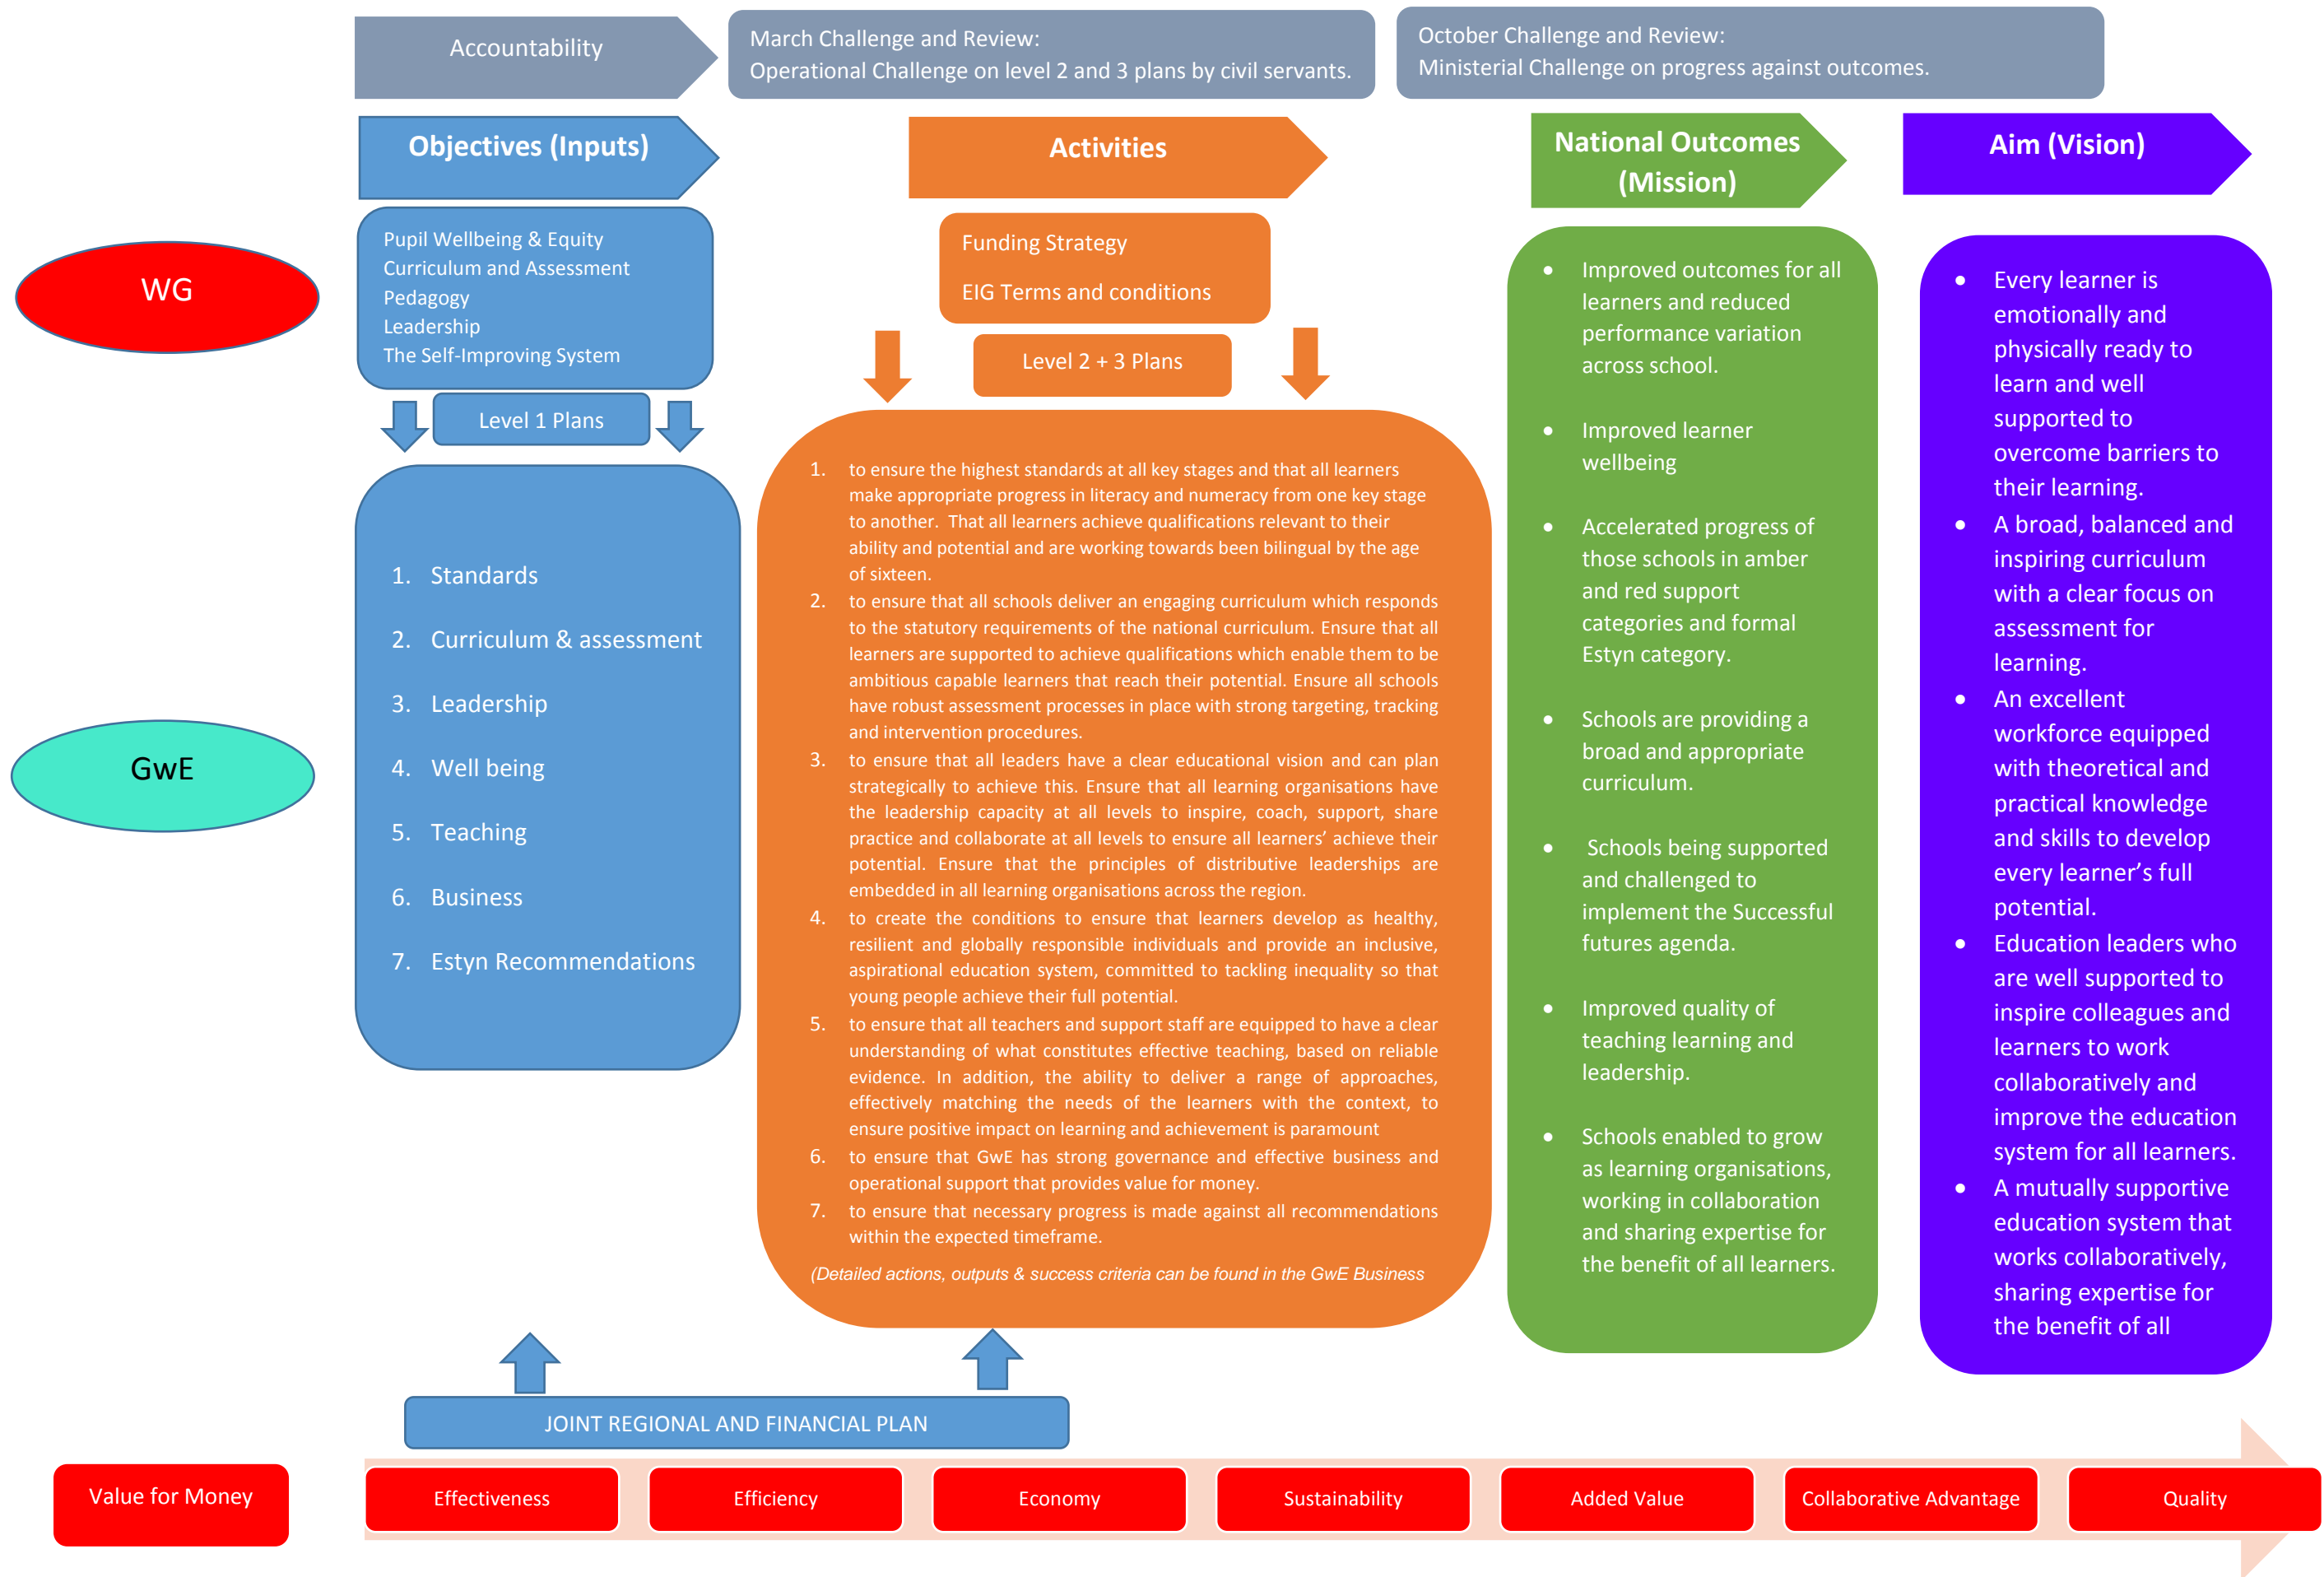 Accountability
March Challenge and Review:
Operational Challenge on level 2 and 3 plans by civil servants.
October Challenge and Review:
Ministerial Challenge on progress against outcomes.
Objectives (Inputs)
Activities
National Outcomes
(Mission)
Aim (Vision)
WG
Pupil Wellbeing & Equity
Curriculum and Assessment
Pedagogy
Leadership
The Self-Improving System
Level 1 Plans
Funding Strategy
EIG Terms and conditions
Level 2 + 3 Plans
GwE
1. Standards
2. Curriculum & assessment
3. Leadership
4. Well being
5. Teaching
6. Business
7. Estyn Recommendations
1. to ensure the highest standards at all key stages and that all learners
make appropriate progress in literacy and numeracy from one key stage
to another. That all learners achieve qualifications relevant to their
ability and potential and are working towards been bilingual by the age
of sixteen.
2. to ensure that all schools deliver an engaging curriculum which responds
to the statutory requirements of the national curriculum. Ensure that all
learners are supported to achieve qualifications which enable them to be
ambitious capable learners that reach their potential. Ensure all schools
have robust assessment processes in place with strong targeting, tracking
and intervention procedures.
3. to ensure that all leaders have a clear educational vision and can plan
strategically to achieve this. Ensure that all learning organisations have
the leadership capacity at all levels to inspire, coach, support, share
practice and collaborate at all levels to ensure all learners’ achieve their
potential. Ensure that the principles of distributive leaderships are
embedded in all learning organisations across the region.
4. to create the conditions to ensure that learners develop as healthy,
resilient and globally responsible individuals and provide an inclusive,
aspirational education system, committed to tackling inequality so that
young people achieve their full potential.
5. to ensure that all teachers and support staff are equipped to have a clear
understanding of what constitutes effective teaching, based on reliable
evidence. In addition, the ability to deliver a range of approaches,
effectively matching the needs of the learners with the context, to
ensure positive impact on learning and achievement is paramount
6. to ensure that GwE has strong governance and effective business and
operational support that provides value for money.
7. to ensure that necessary progress is made against all recommendations
within the expected timeframe.
(Detailed actions, outputs & success criteria can be found in the GwE Business
• Improved outcomes for all
learners and reduced
performance variation
across school.
• Improved learner
wellbeing
• Accelerated progress of
those schools in amber
and red support
categories and formal
Estyn category.
• Schools are providing a
broad and appropriate
curriculum.
• Schools being supported
and challenged to
implement the Successful
futures agenda.
• Improved quality of
teaching learning and
leadership.
• Schools enabled to grow
as learning organisations,
working in collaboration
and sharing expertise for
the benefit of all learners.
• Every learner is
emotionally and
physically ready to
learn and well
supported to
overcome barriers to
their learning.
• A broad, balanced and
inspiring curriculum
with a clear focus on
assessment for
learning.
• An excellent
workforce equipped
with theoretical and
practical knowledge
and skills to develop
every learner’s full
potential.
• Education leaders who
are well supported to
inspire colleagues and
learners to work
collaboratively and
improve the education
system for all learners.
• A mutually supportive
education system that
works collaboratively,
sharing expertise for
the benefit of all
JOINT REGIONAL AND FINANCIAL PLAN
Value for Money
Effectiveness
Efficiency
Economy
Sustainability
Added Value
Collaborative Advantage
Quality